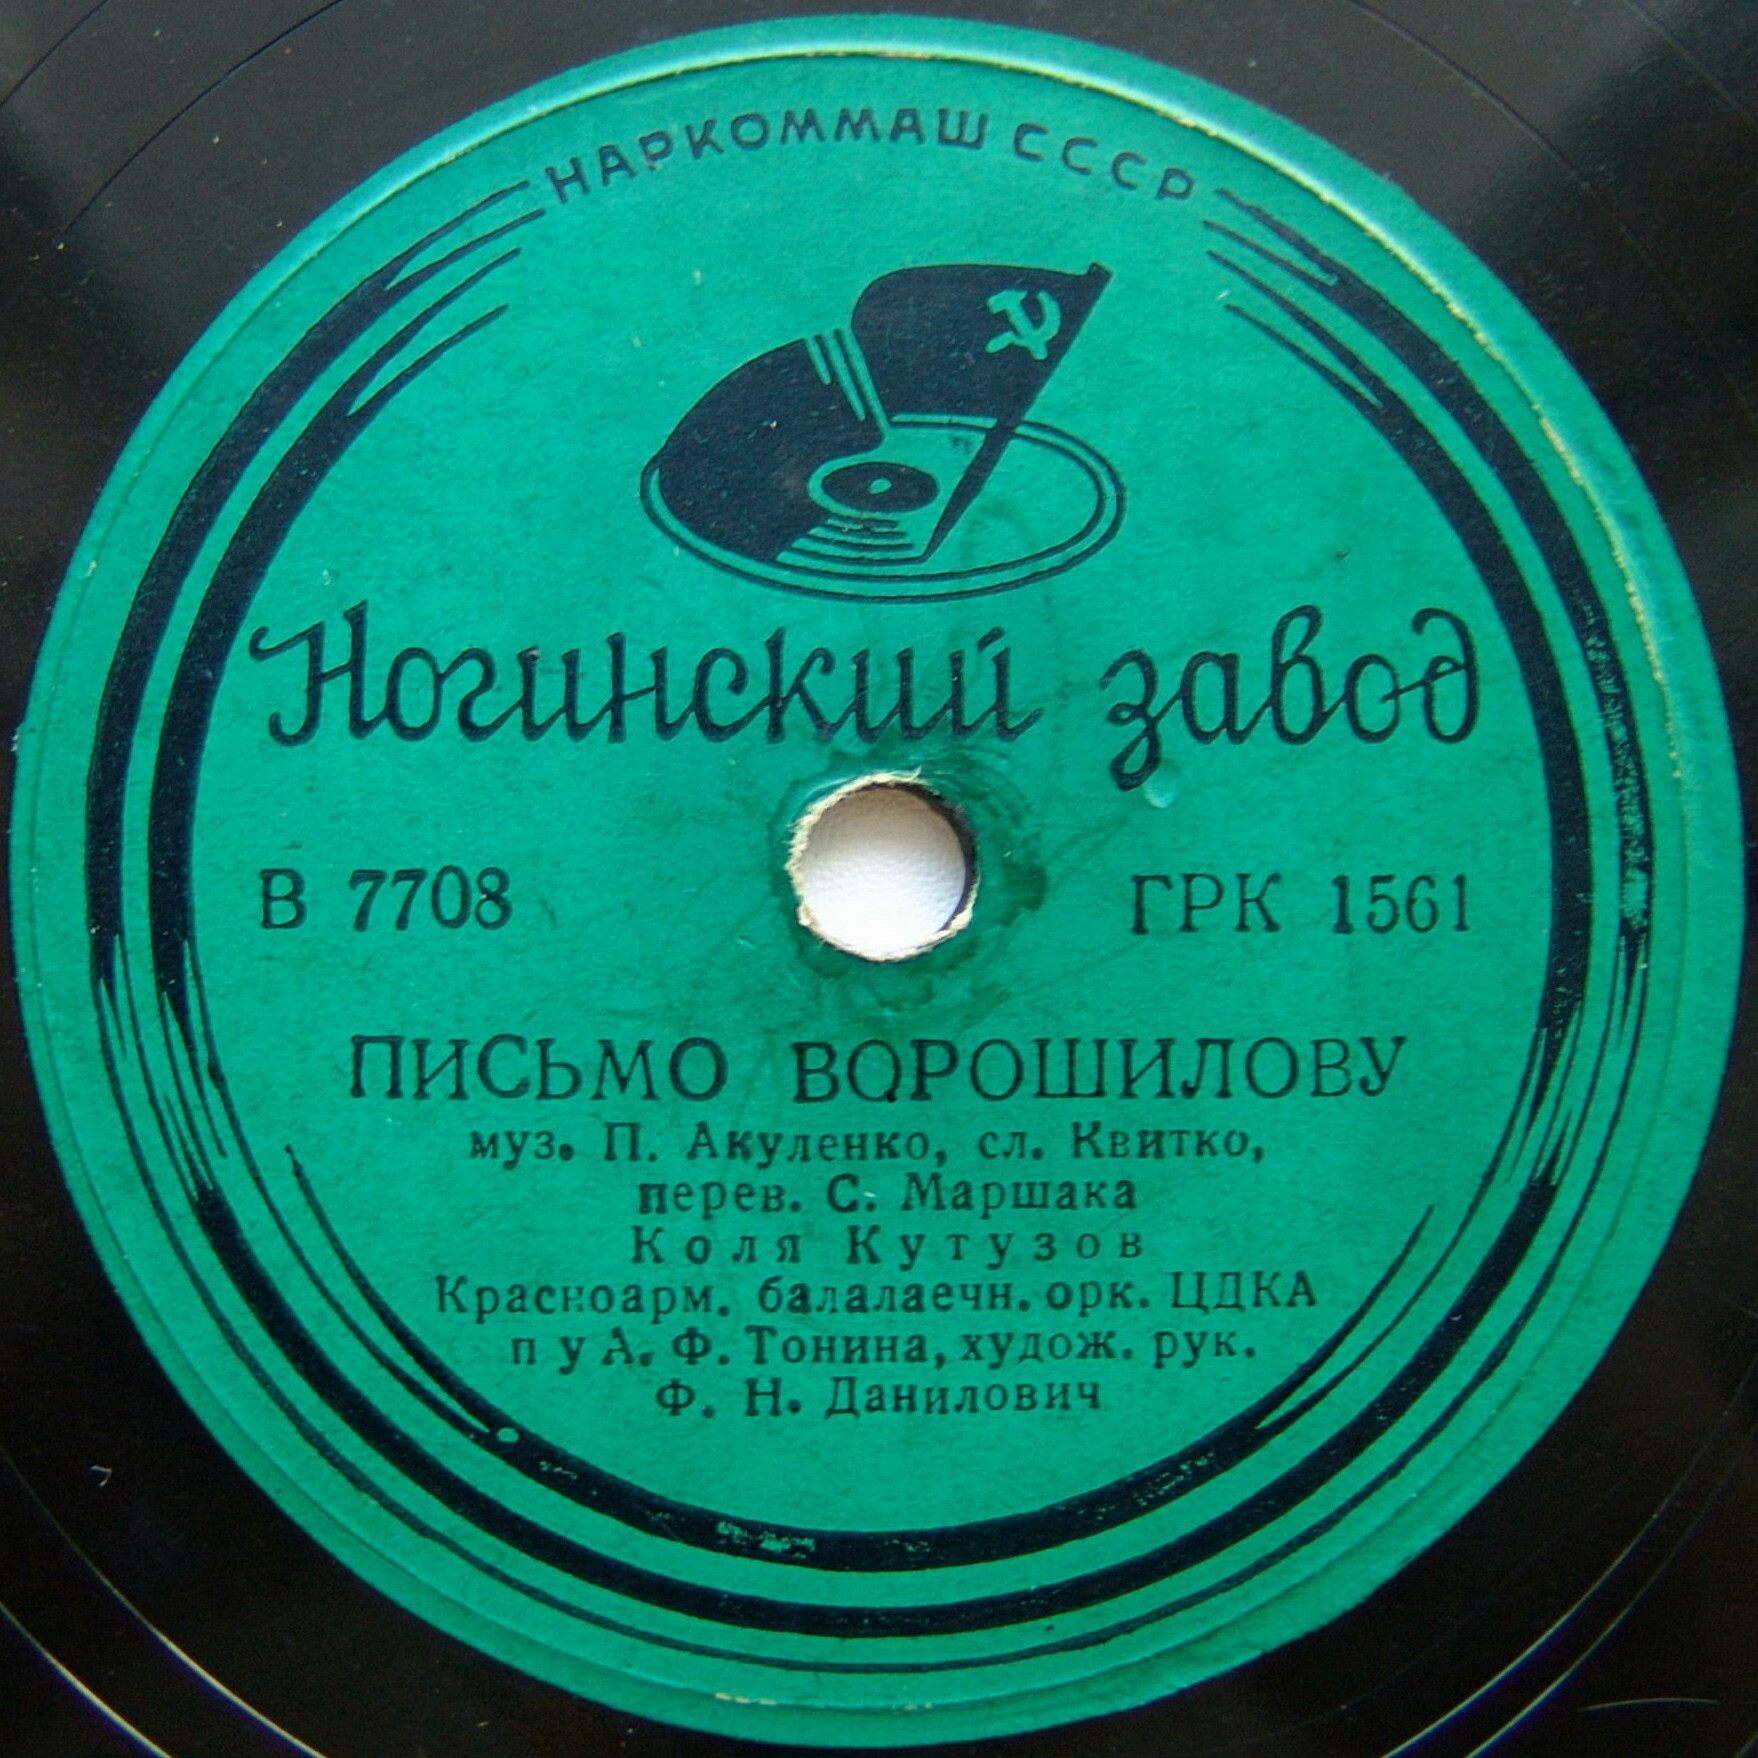 НАРКОММАШ СССР
Ногинский завод
В 7708 ГРК 1561
ПИСЬМО ВОРОШИЛОВУ
муз. П. Акуленко, сл. Квитко,
перев. С. Маршака
Коля Кутузов
Красноарм. балалаечн. орк. ЦДКА
п у А. Ф. Тонина, худож. рук.
Ф. Н. Данилович